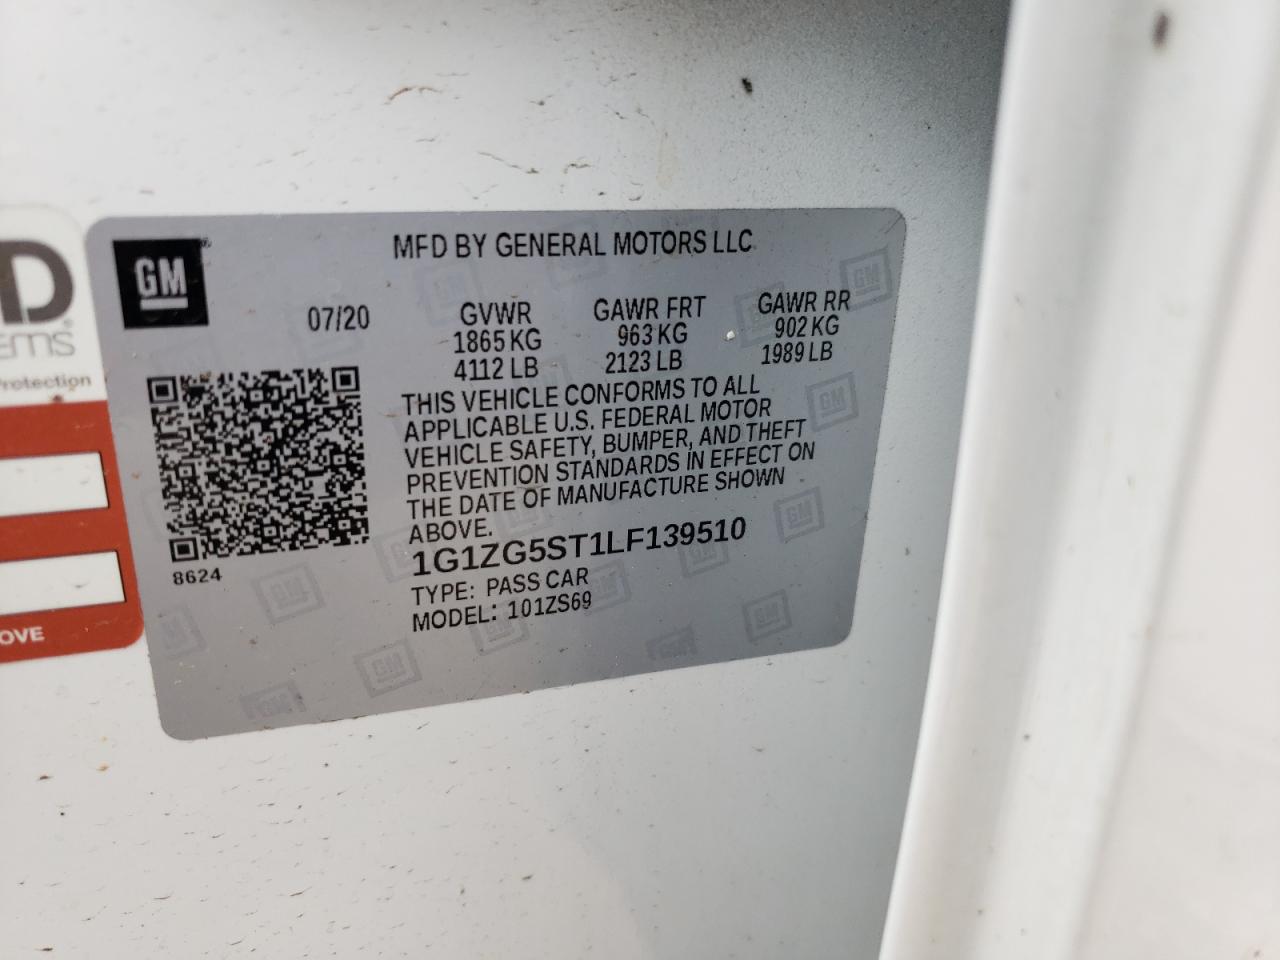 GM
MFD BY GENERAL MOTORS LLC
07/20
GVWR
1865 KG
4112 LB
GAWR FRT
963 KG
2123 LB
GAWR RR
902 KG
1989 LB
THIS VEHICLE CONFORMS TO ALL
APPLICABLE U.S. FEDERAL MOTOR
VEHICLE SAFETY, BUMPER, AND THEFT
PREVENTION STANDARDS IN EFFECT ON
THE DATE OF MANUFACTURE SHOWN
ABOVE.
1G1ZG5ST1LF139510
TYPE: PASS CAR
MODEL: 101ZS69
8624
Protection